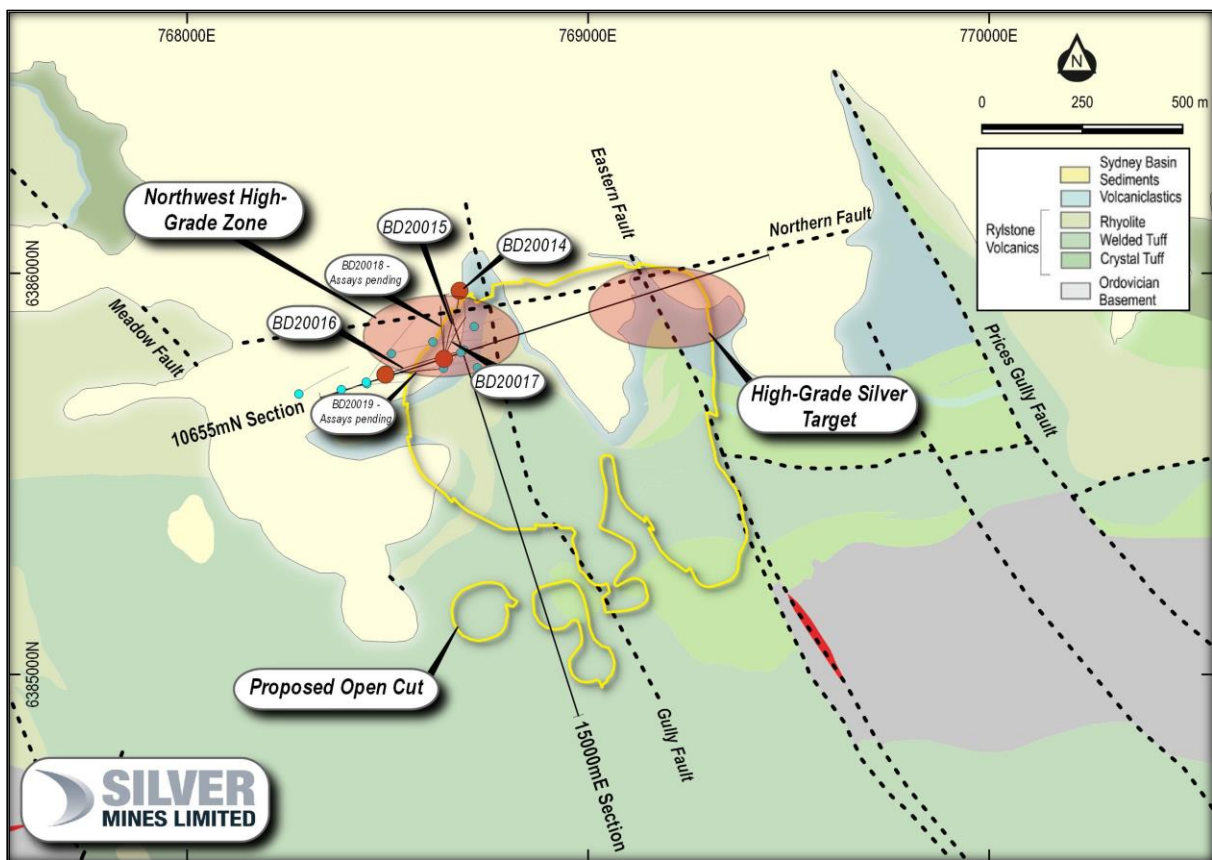 768000E
769000E
770000E
N
0
250
500 m
Sydney Basin
Sediments
Volcaniclastics
Rylstone
Volcanics
Rhyolite
Welded Tuff
Crystal Tuff
Ordovician
Basement
Northwest High-
Grade Zone
BD20015
BD20014
BD20018 -
Assays pending
BD20016
BD20017
BD20019 -
Assays pending
Eastern Fault
Northern Fault
Meadow Fault
Prices Gully Fault
6386000N
10655mN Section
High-Grade Silver
Target
Proposed Open Cut
6385000N
Gully Fault
15000mE Section
SILVER
MINES LIMITED